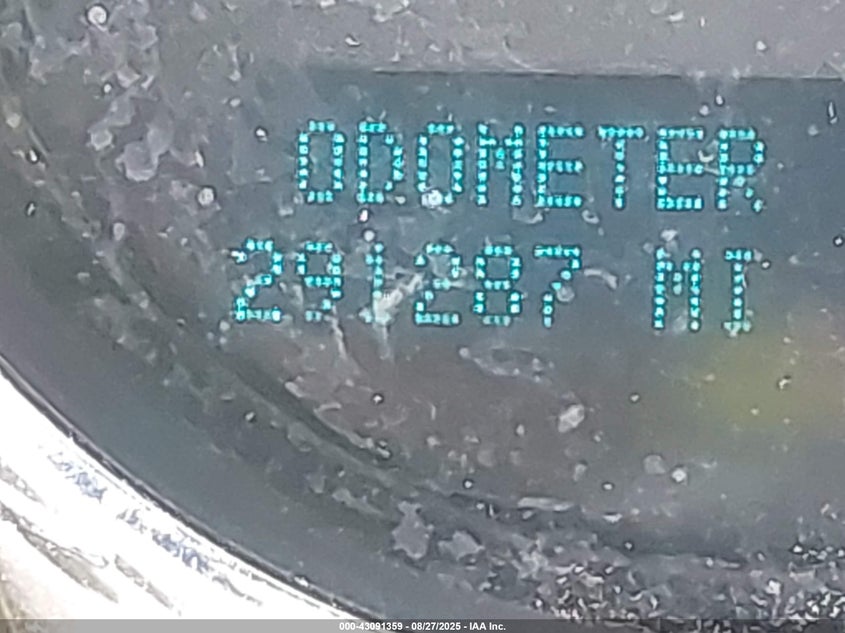 ODOMETER
291287 MI
000-43091359 - 08/27/2025 - IAA Inc.